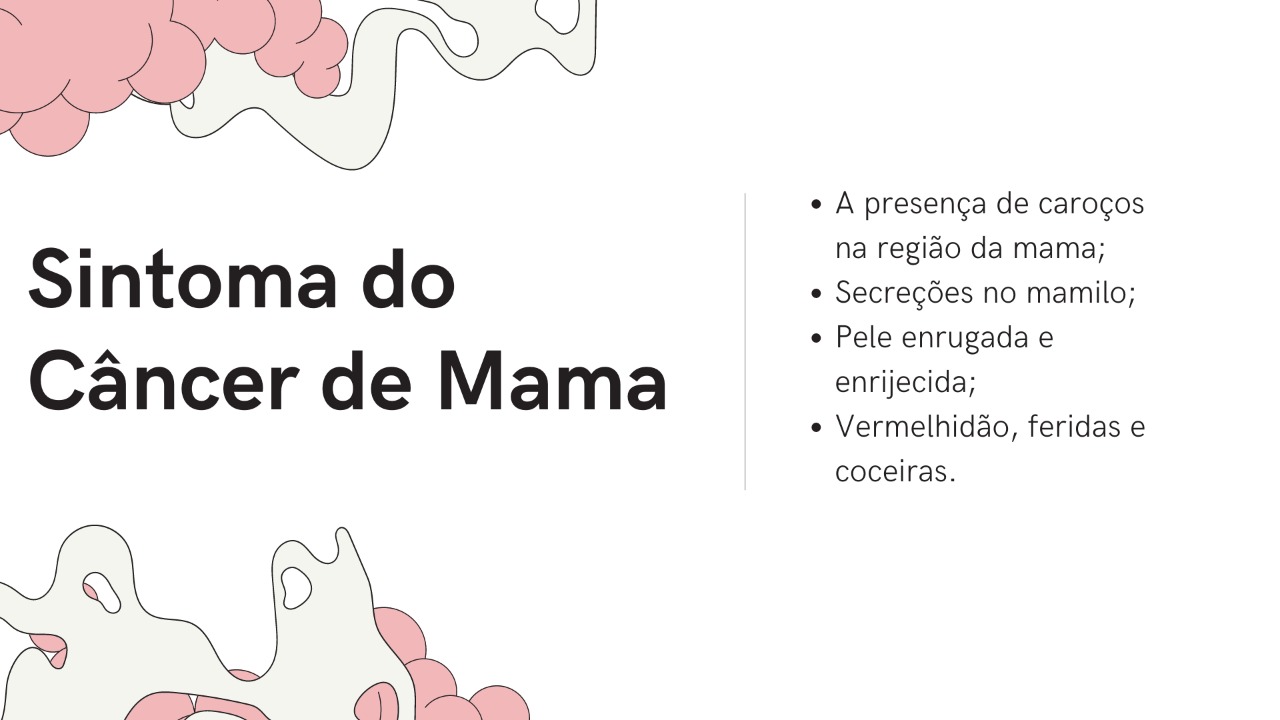 Sintoma do
Câncer de Mama
• A presença de caroços
na região da mama;
• Secreções no mamilo;
• Pele enrugada e
enrijecida;
• Vermelhidão, feridas e
coceiras.